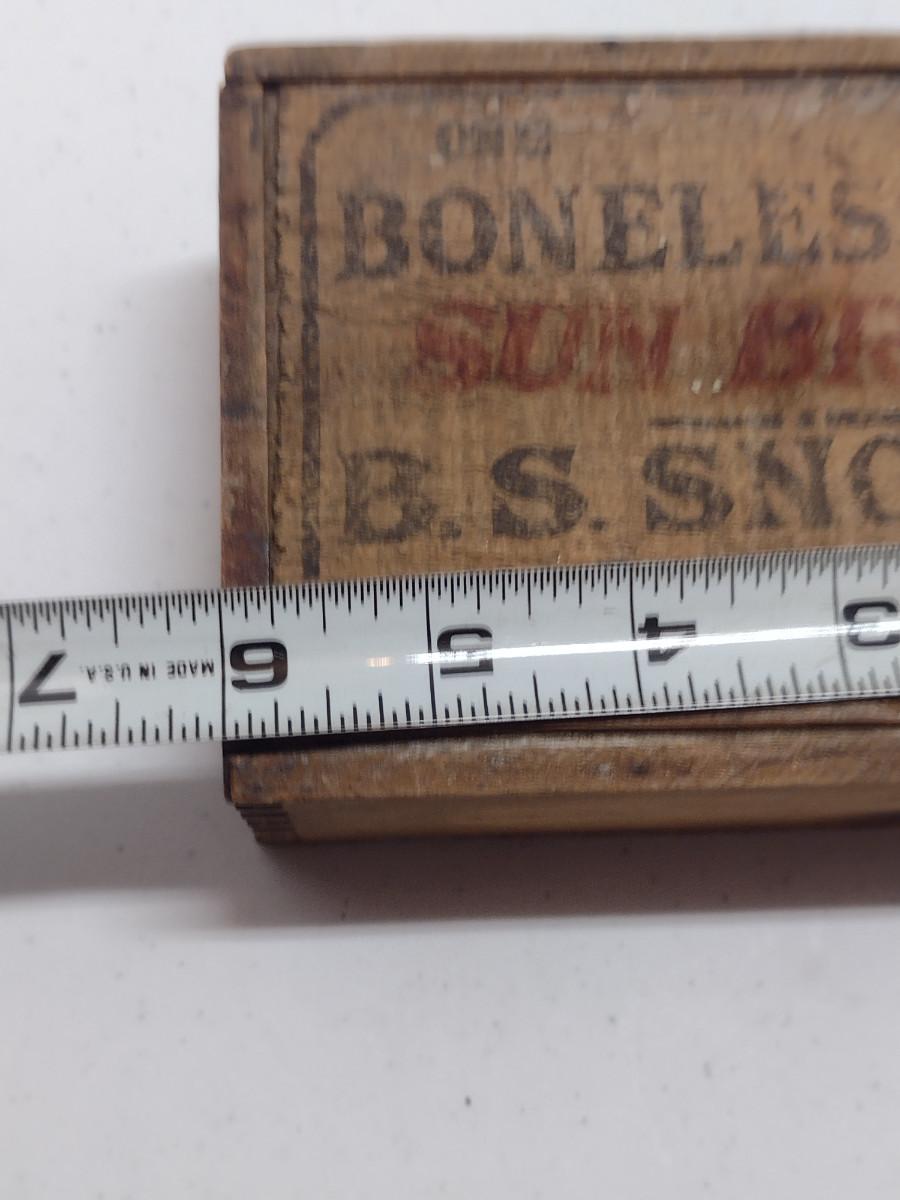 ONE
BONELES
SUN BR
B. S. SNO
7 MADE IN U.S.A. 6 5 4 3